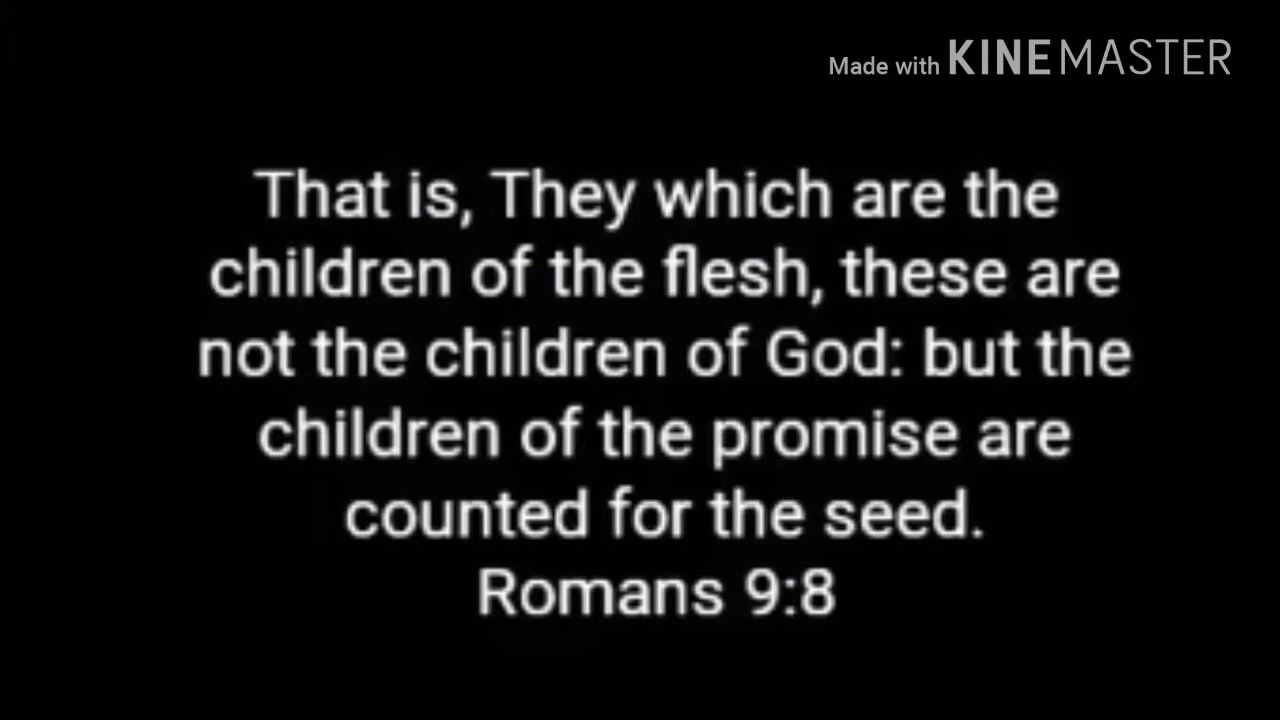 Made with KINEMASTER
That is, They which are the
children of the flesh, these are
not the children of God: but the
children of the promise are
counted for the seed.
Romans 9:8